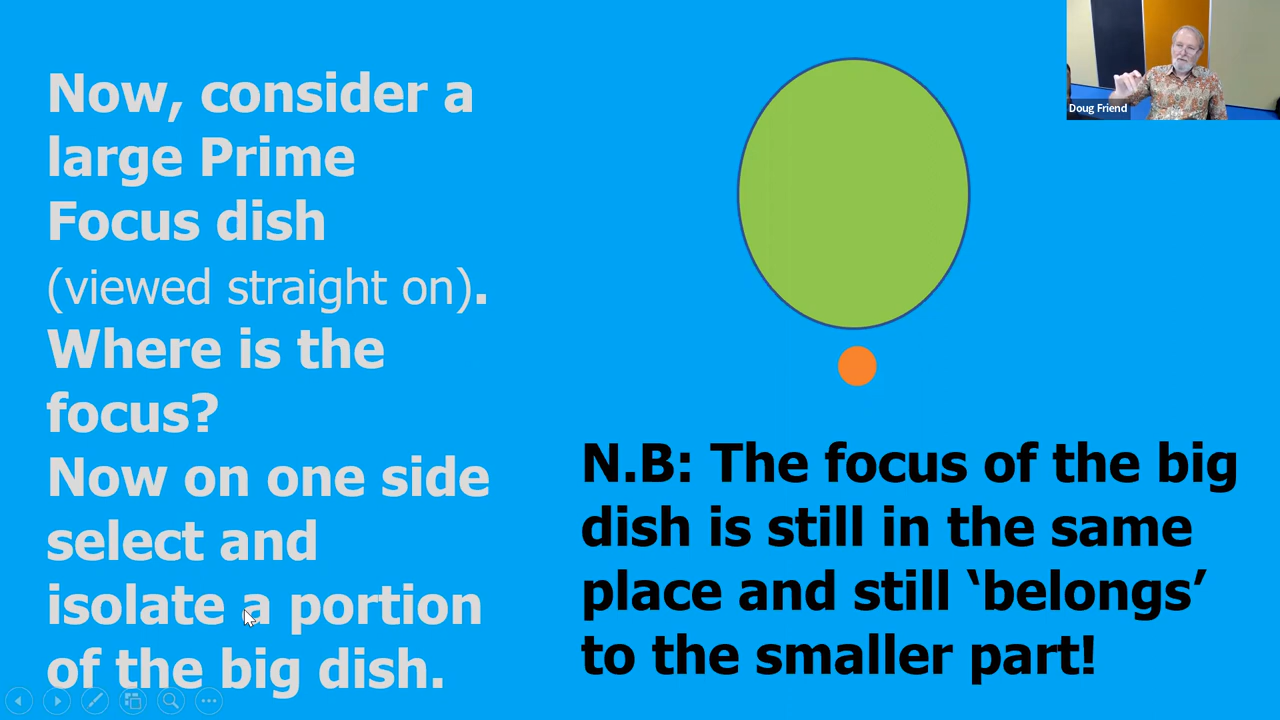 Now, consider a
large Prime
Focus dish
(viewed straight on).
Where is the
focus?
Now on one side
select and
isolate a portion
of the big dish.
N.B: The focus of the big
dish is still in the same
place and still ‘belongs’
to the smaller part!
Doug Friend